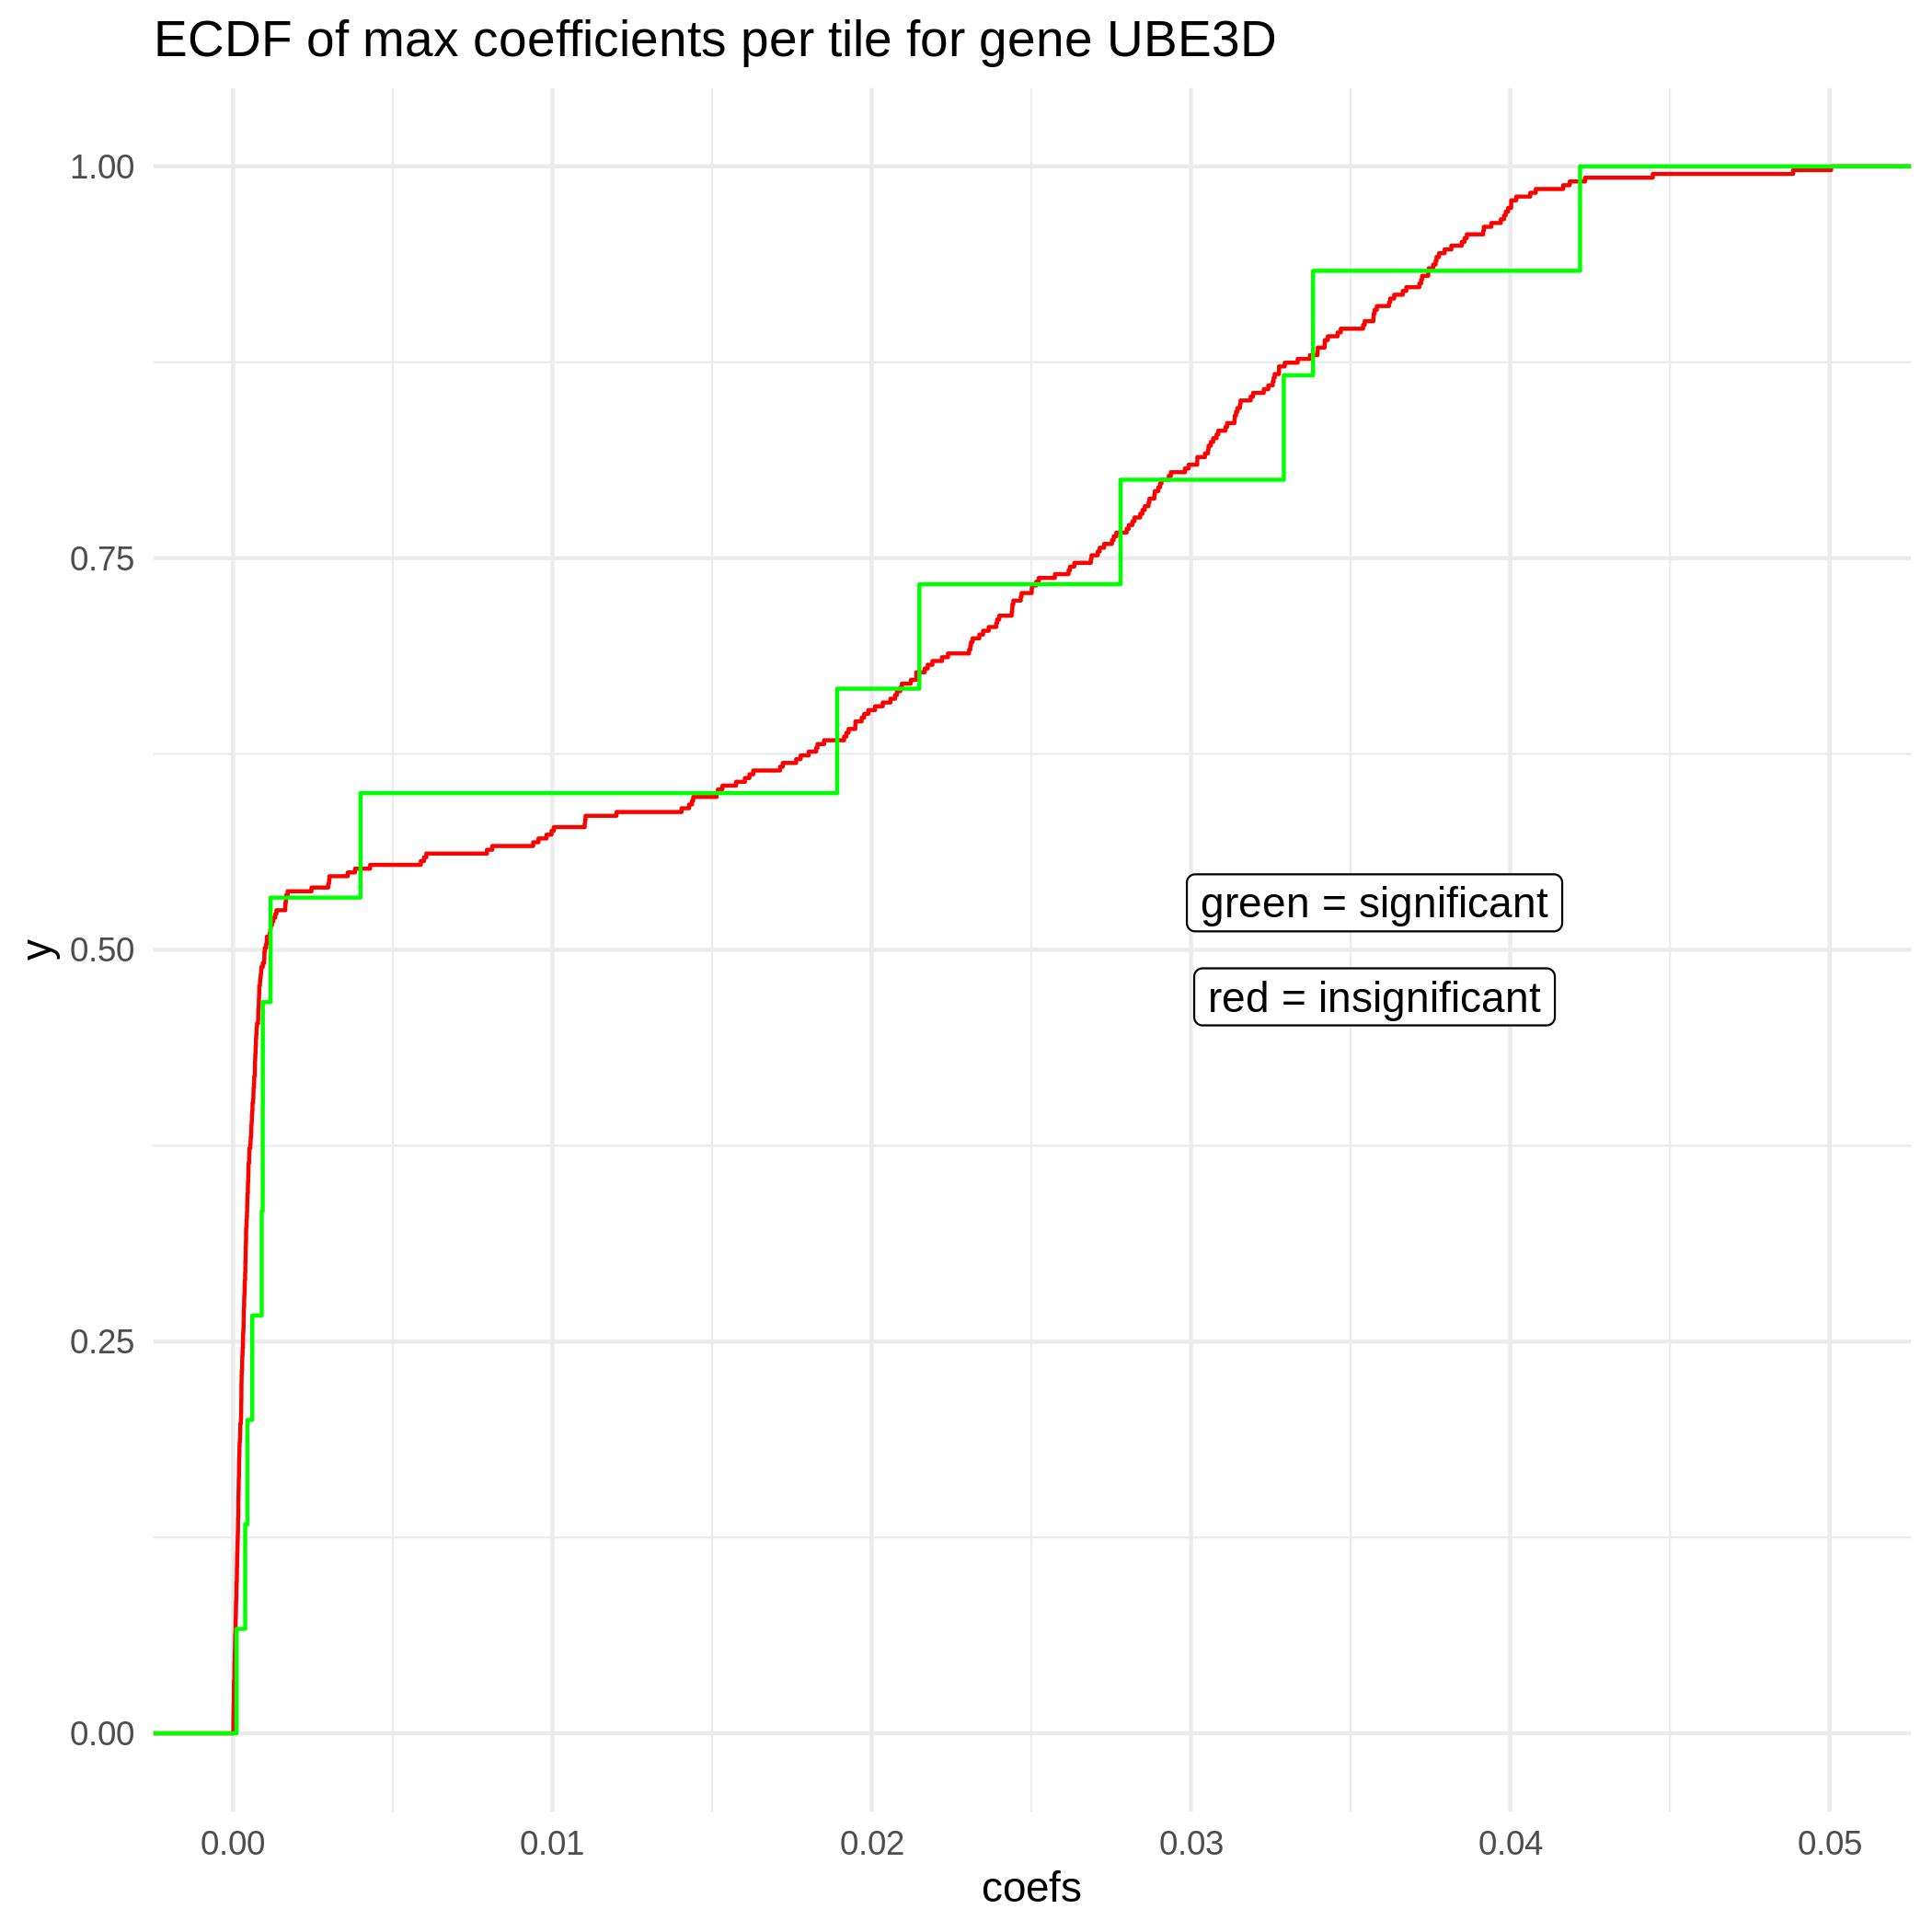 ECDF of max coefficients per tile for gene UBE3D
1.00
0.75
0.50
0.25
0.00
y
green = significant
red = insignificant
0.00 0.01 0.02 0.03 0.04 0.05
coefs